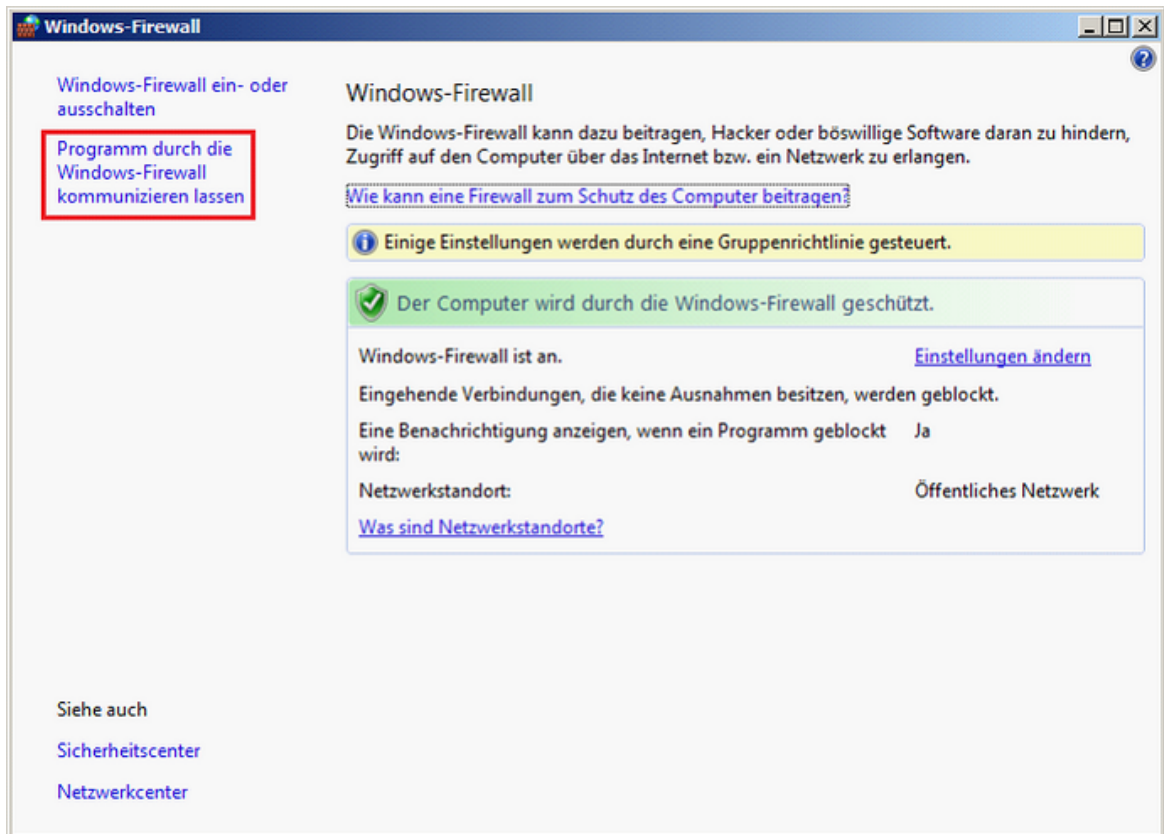 Windows-Firewall
Windows-Firewall ein- oder
ausschalten
Programm durch die
Windows-Firewall
kommunizieren lassen
Windows-Firewall
Die Windows-Firewall kann dazu beitragen, Hacker oder böswillige Software daran zu hindern,
Zugriff auf den Computer über das Internet bzw. ein Netzwerk zu erlangen.
Wie kann eine Firewall zum Schutz des Computer beitragen?
Einige Einstellungen werden durch eine Gruppenrichtlinie gesteuert.
Der Computer wird durch die Windows-Firewall geschützt.
Windows-Firewall ist an. Einstellungen ändern
Eingehende Verbindungen, die keine Ausnahmen besitzen, werden geblockt.
Eine Benachrichtigung anzeigen, wenn ein Programm geblockt Ja
wird:
Netzwerkstandort: Öffentliches Netzwerk
Was sind Netzwerkstandorte?
Siehe auch
Sicherheitscenter
Netzwerkcenter